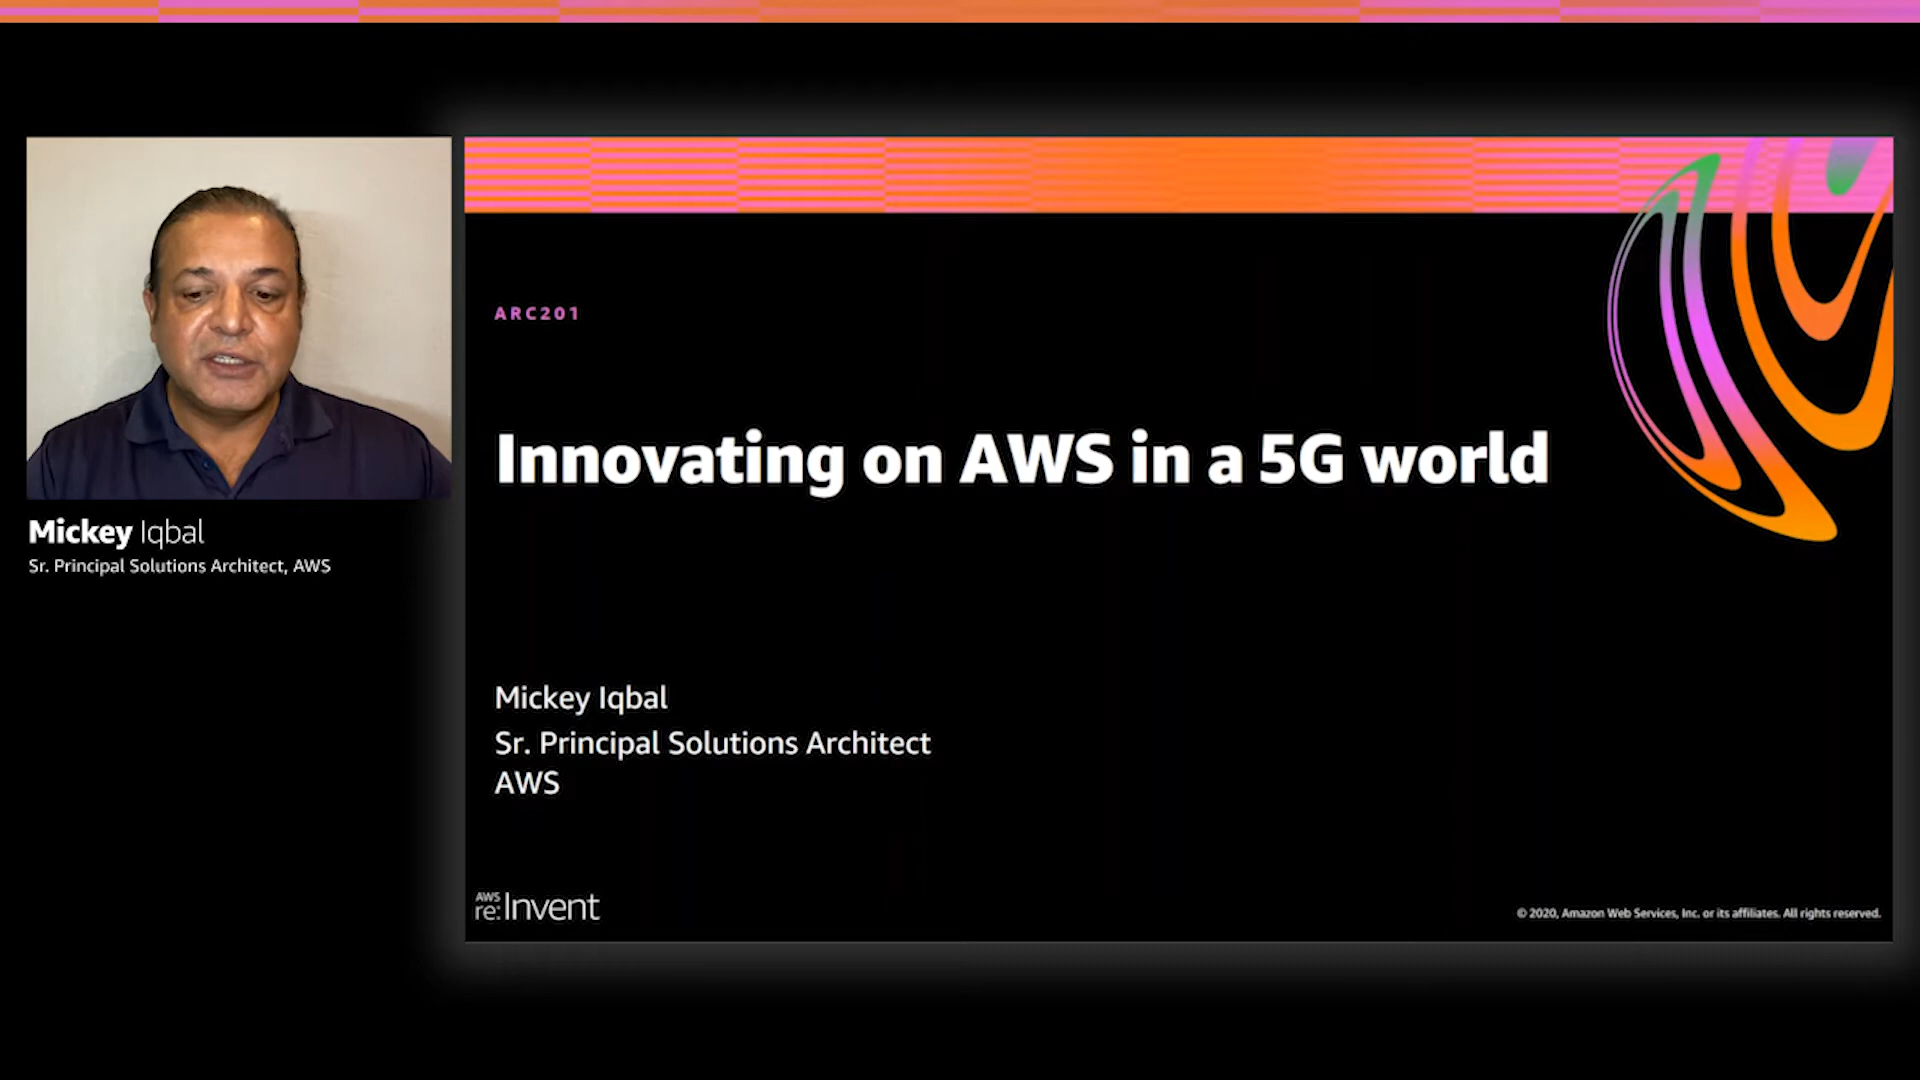 Mickey Iqbal
Sr. Principal Solutions Architect, AWS
ARC201
Innovating on AWS in a 5G world
Mickey Iqbal
Sr. Principal Solutions Architect
AWS
AWS
re:Invent
© 2020, Amazon Web Services, Inc. or its affiliates. All rights reserved.